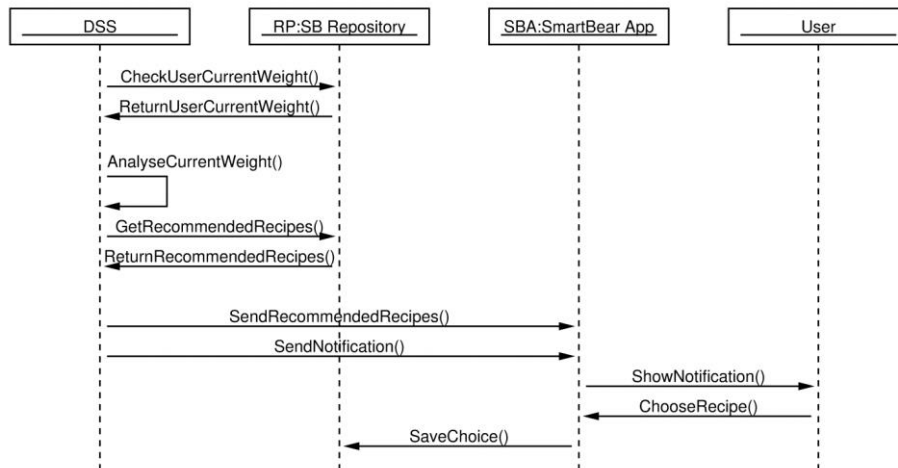 DSS
RP:SB Repository
SBA:SmartBear App
User
CheckUserCurrentWeight()
ReturnUserCurrentWeight()
AnalyseCurrentWeight()
GetRecommendedRecipes()
ReturnRecommendedRecipes()
SendRecommendedRecipes()
SendNotification()
ShowNotification()
ChooseRecipe()
SaveChoice()